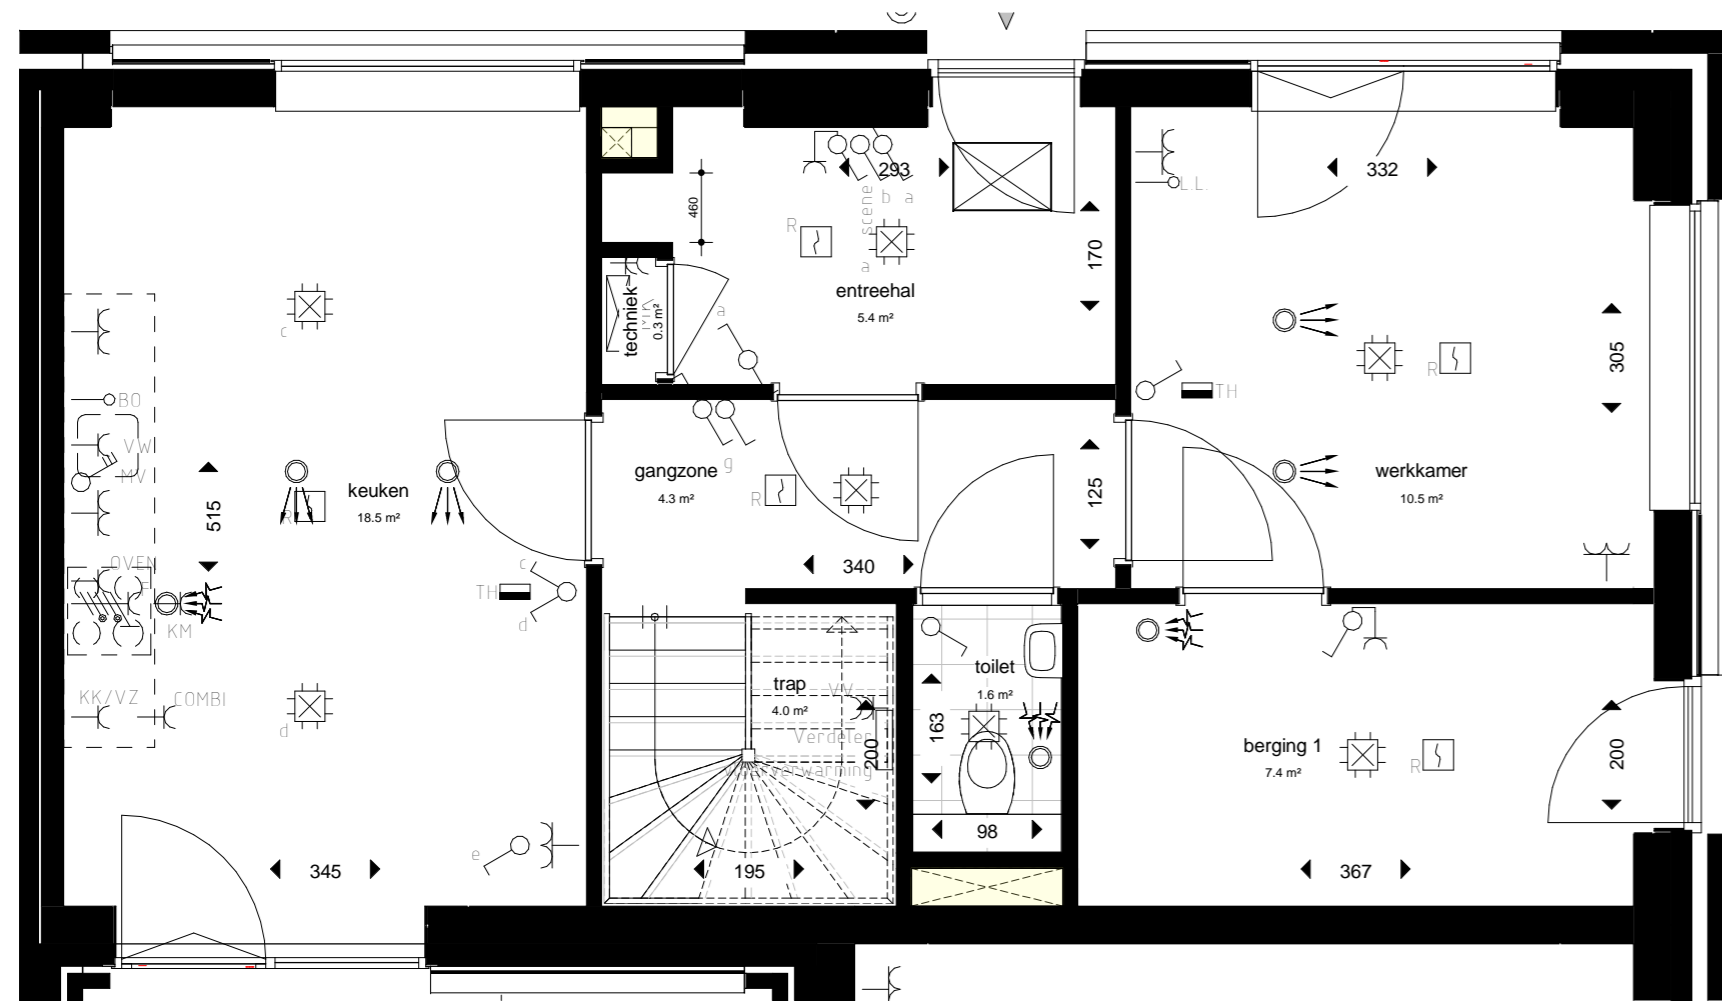 293
332
L.L.
460
R
scene
b
a
a
170
entreehal
5.4 m²
techniek
0.3 m²
a
c
305
R
TH
BO
VW
MV
g
gangzone
4.3 m²
R
125
werkkamer
10.5 m²
515
keuken
18.5 m²
R
OVEN
c
340
TH
d
KM
KK/VZ
COMBI
d
trap
4.0 m²
VV
Verdeler
vloerverwarming
200
toilet
1.6 m²
163
98
berging 1
7.4 m²
R
200
e
345
195
367